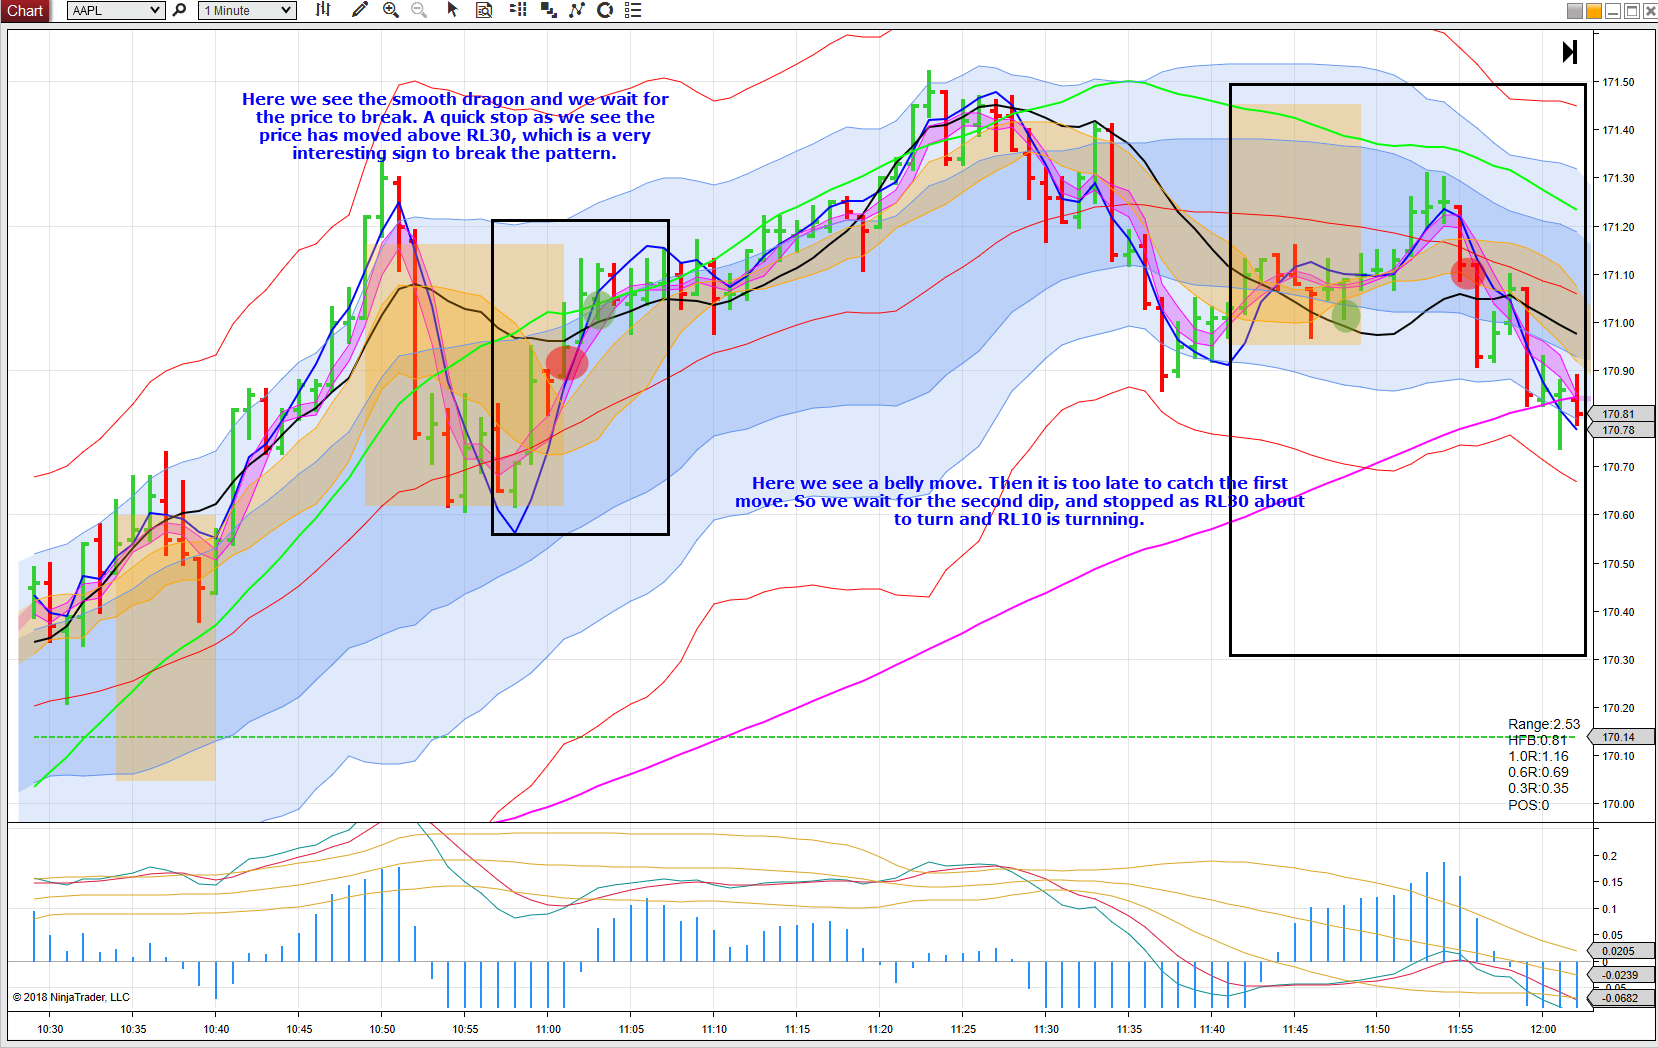 Chart
AAPL
1 Minute
Here we see the smooth dragon and we wait for
the price to break. A quick stop as we see the
price has moved above RL30, which is a very
interesting sign to break the pattern.
Here we see a belly move. Then it is too late to catch the first
move. So we wait for the second dip, and stopped as RL30 about
to turn and RL10 is turnning.
171.50
171.40
171.30
171.20
171.10
171.00
170.90
170.81
170.78
170.70
170.60
170.50
170.40
170.30
170.20
170.14
170.10
170.00
Range:2.53
HFB:0.81
1.0R:1.16
0.6R:0.69
0.3R:0.35
POS:0
0.2
0.15
0.1
0.05
0.0205
0
-0.0239
-0.05
-0.0682
© 2018 NinjaTrader, LLC
10:30
10:35
10:40
10:45
10:50
10:55
11:00
11:05
11:10
11:15
11:20
11:25
11:30
11:35
11:40
11:45
11:50
11:55
12:00